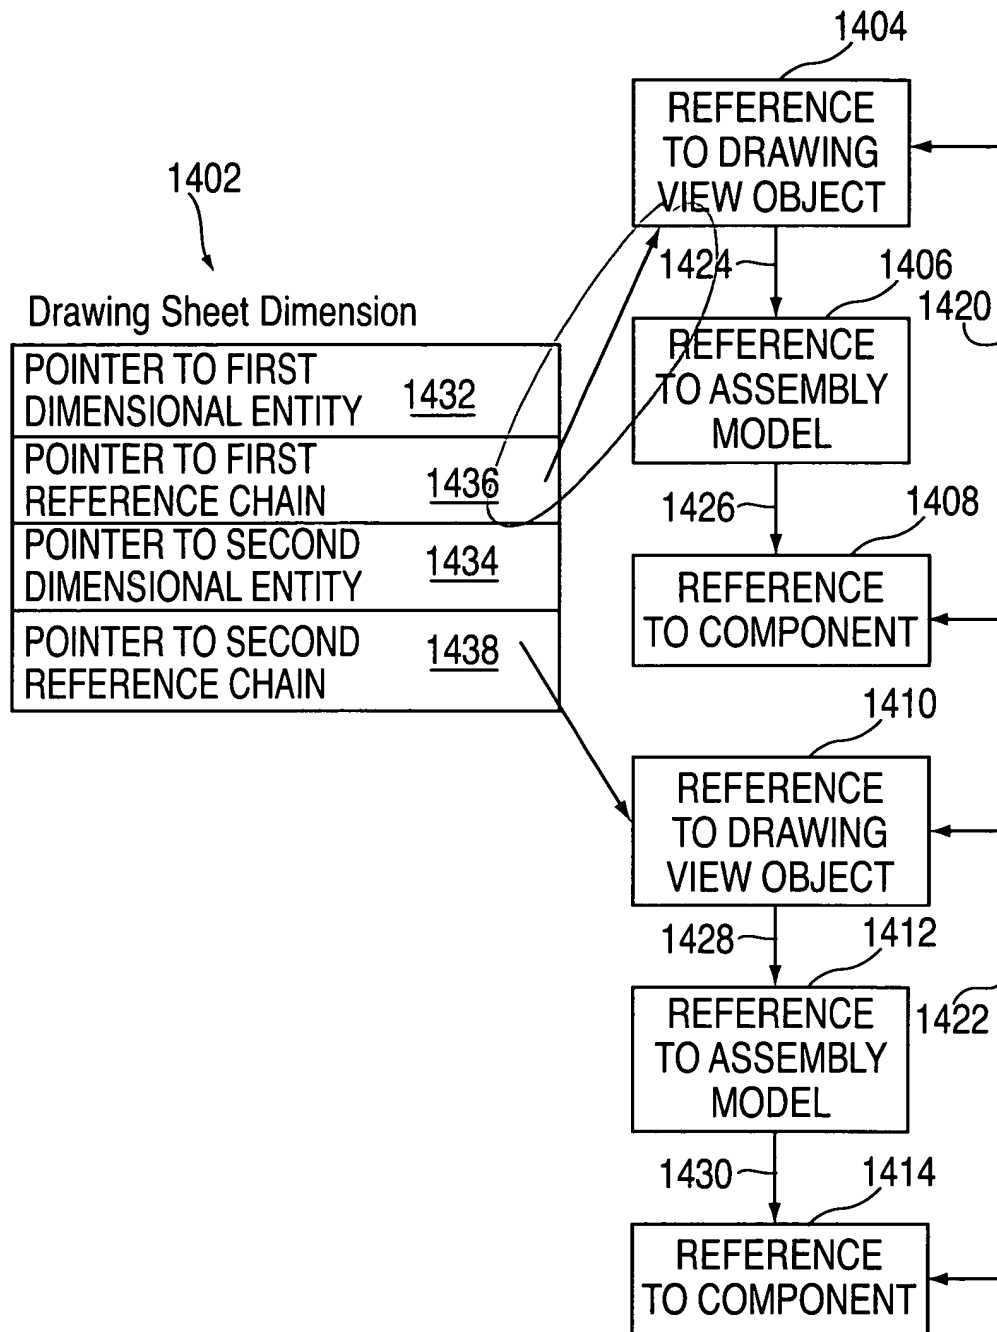 1404
REFERENCE
TO DRAWING
VIEW OBJECT
1402
1424
1406
1420
Drawing Sheet Dimension
POINTER TO FIRST
DIMENSIONAL ENTITY 1432
POINTER TO FIRST
REFERENCE CHAIN 1436
POINTER TO SECOND
DIMENSIONAL ENTITY 1434
POINTER TO SECOND
REFERENCE CHAIN 1438
REFERENCE
TO ASSEMBLY
MODEL
1426
1408
REFERENCE
TO COMPONENT
1410
REFERENCE
TO DRAWING
VIEW OBJECT
1428
1412
1422
REFERENCE
TO ASSEMBLY
MODEL
1430
1414
REFERENCE
TO COMPONENT